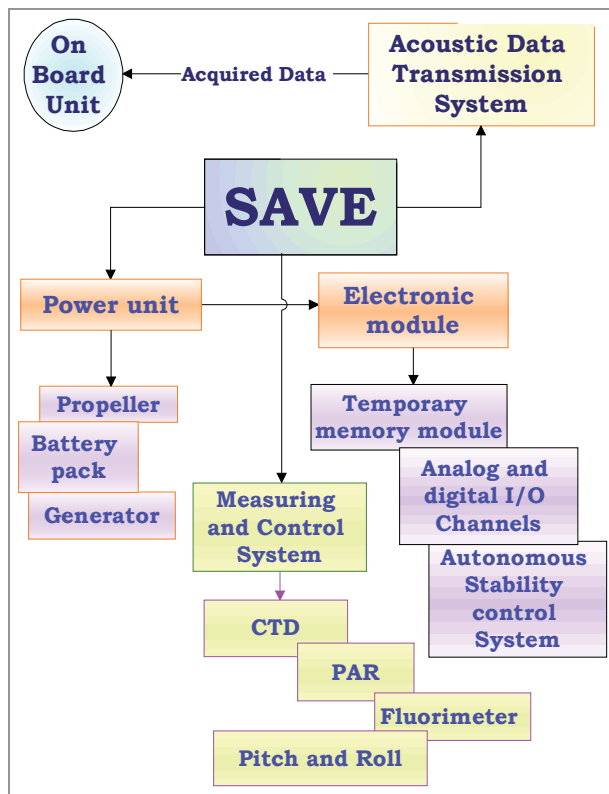 On
Board
Unit
Acquired Data
Acoustic Data
Transmission
System
SAVE
Power unit
Electronic
module
Propeller
Battery
pack
Generator
Temporary
memory module
Analog and
digital I/O
Channels
Autonomous
Stability
control
System
Measuring
and Control
System
CTD
PAR
Fluorimeter
Pitch and Roll